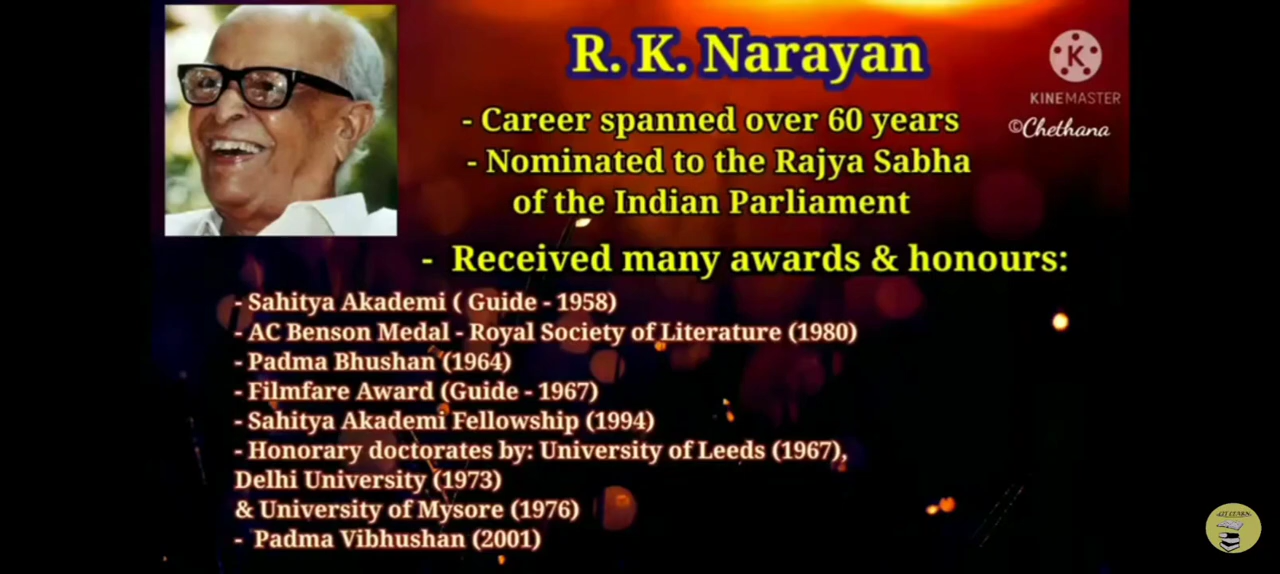 R. K. Narayan
K
KINEMASTER
©Chethana
- Career spanned over 60 years
- Nominated to the Rajya Sabha
of the Indian Parliament
- Received many awards & honours:
- Sahitya Akademi ( Guide - 1958)
- AC Benson Medal - Royal Society of Literature (1980)
- Padma Bhushan (1964)
- Filmfare Award (Guide - 1967)
- Sahitya Akademi Fellowship (1994)
- Honorary doctorates by: University of Leeds (1967),
Delhi University (1973)
& University of Mysore (1976)
- Padma Vibhushan (2001)